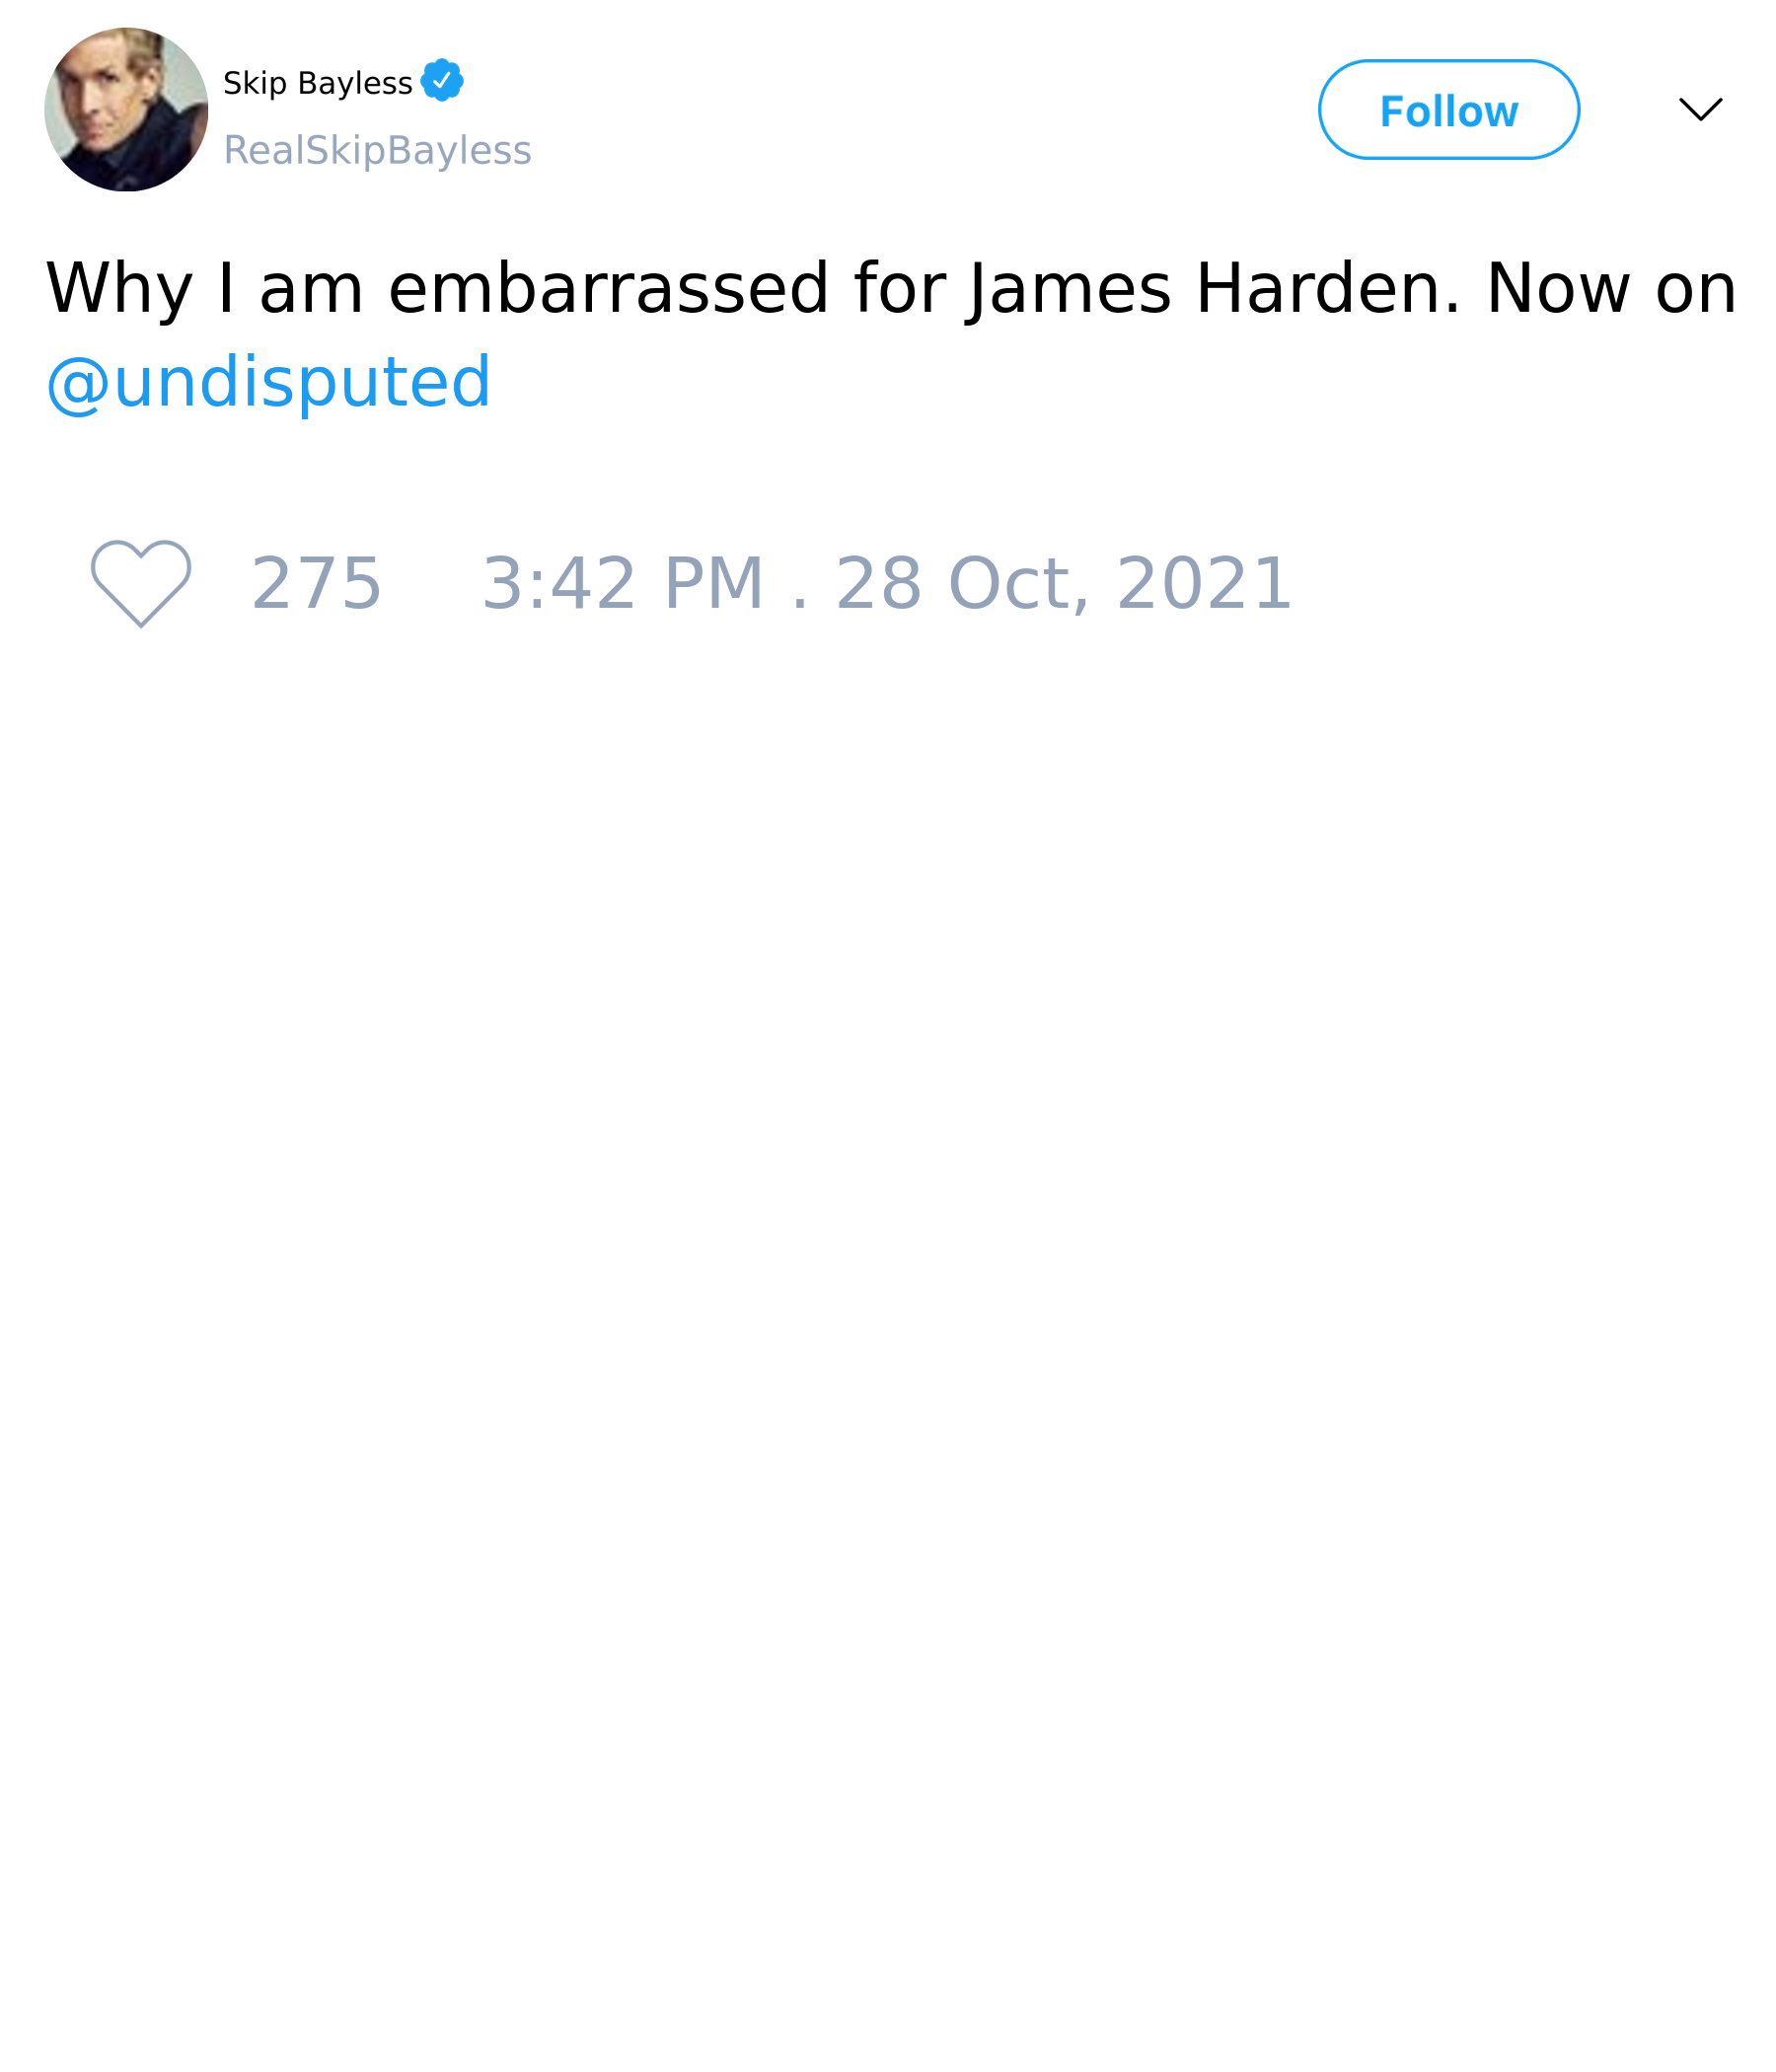 Skip Bayless
RealSkipBayless
Follow
Why I am embarrassed for James Harden. Now on
@undisputed
275 3:42 PM . 28 Oct, 2021